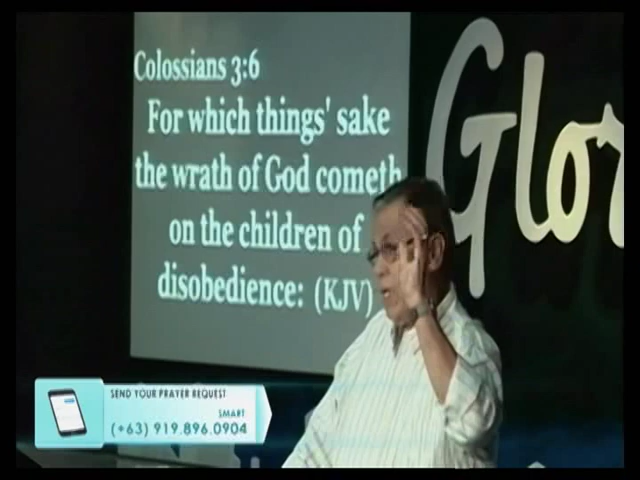 Colossians 3:6
For which things' sake
the wrath of God cometh
on the children of
disobedience: (KJV)
Glor
SEND YOUR PRAYER REQUEST
SMART
(+63) 919.896.0904